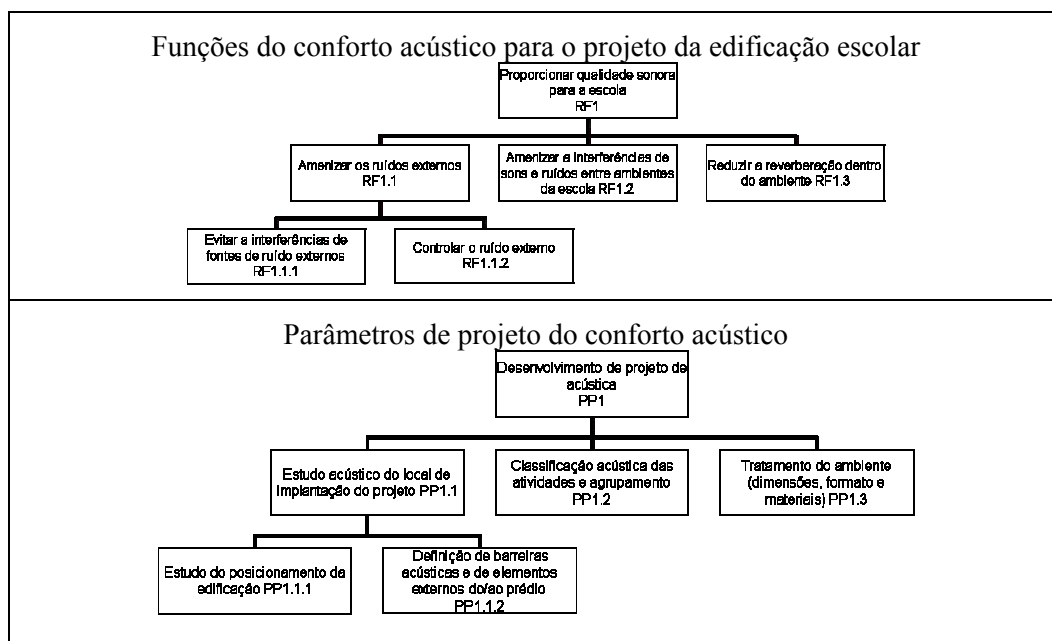 Funções do conforto acústico para o projeto da edificação escolar
Proporcionar qualidade sonora
para a escola
RF1
Amenizar os ruídos externos
RF1.1
Amenizar a interferências de
sons e ruídos entre ambientes
da escola RF1.2
Reduzir a reverberação dentro
do ambiente RF1.3
Evitar a interferências de
fontes de ruído externos
RF1.1.1
Controlar o ruído externo
RF1.1.2
Parâmetros de projeto do conforto acústico
Desenvolvimento de projeto de
acústica
PP1
Estudo acústico do local de
implantação do projeto PP1.1
Classificação acústica das
atividades e agrupamento
PP1.2
Tratamento do ambiente
(dimensões, formato e
materiais) PP1.3
Estudo do posicionamento da
edificação PP1.1.1
Definição de barreiras
acústicas e de elementos
externos do/ao prédio
PP1.1.2